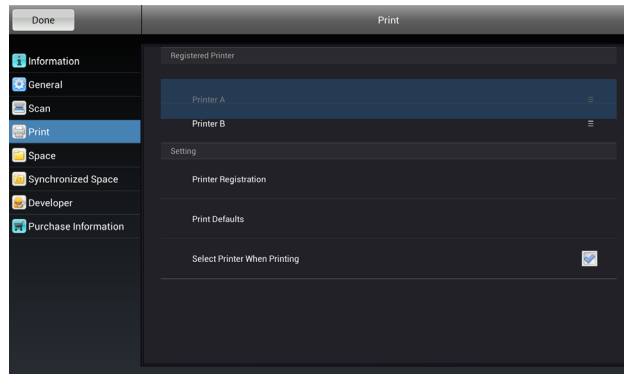 Done
Print
Information
General
Scan
Print
Space
Synchronized Space
Developer
Purchase Information
Registered Printer
Printer A
Printer B
Setting
Printer Registration
Print Defaults
Select Printer When Printing